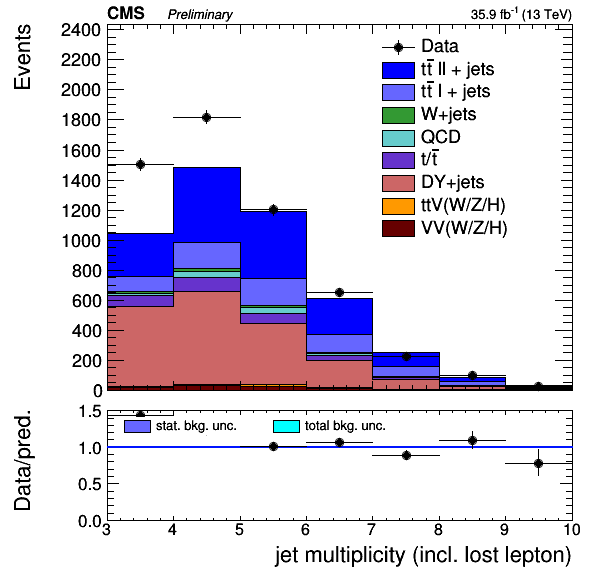 CMS Preliminary 35.9 fb⁻¹ (13 TeV)
Events
2400
2200
2000
1800
1600
1400
1200
1000
800
600
400
200
0
Data
tt̄ ll + jets
tt̄ l + jets
W+jets
QCD
t/t̄
DY+jets
ttV(W/Z/H)
VV(W/Z/H)
Data/pred.
1.5
1.0
0.5
0.0
stat. bkg. unc. total bkg. unc.
3 4 5 6 7 8 9 10
jet multiplicity (incl. lost lepton)